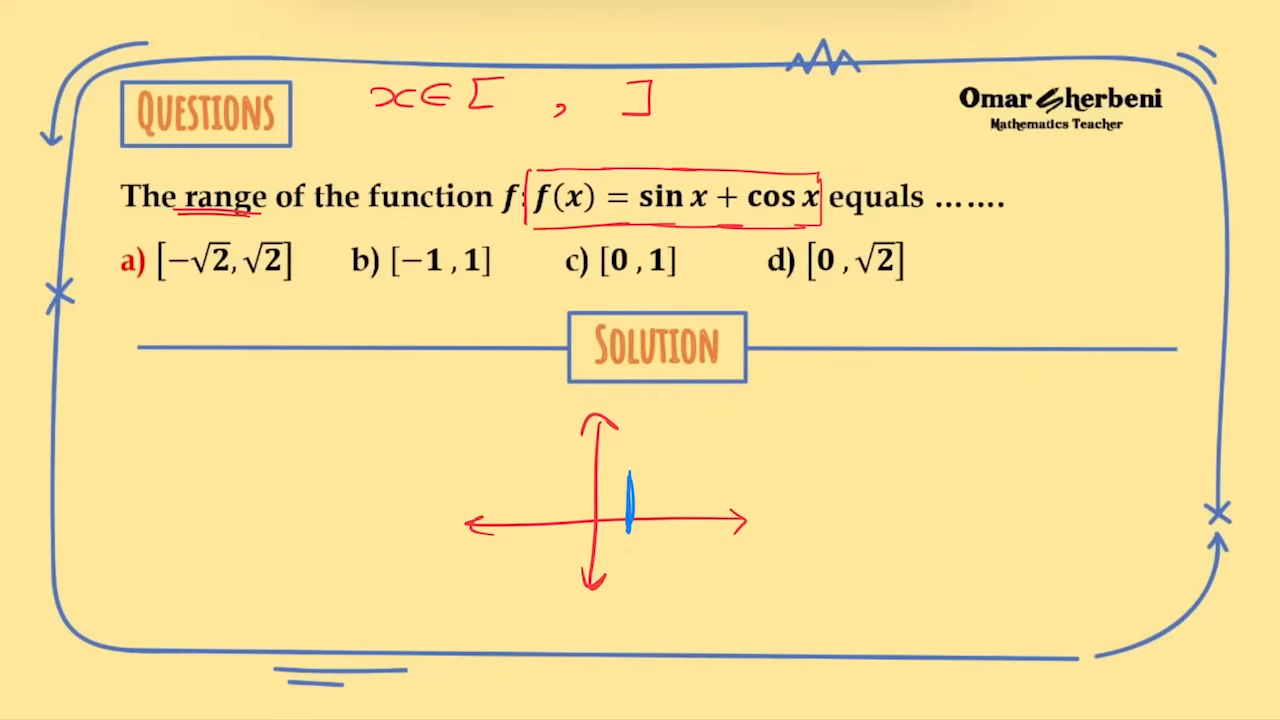 QUESTIONS
x ∈ [ , ]
Omar Sherbeni
Mathematics Teacher
The range of the function f: f(x) = sin x + cos x equals .......
a) [−√2, √2] b) [−1 , 1] c) [0 , 1] d) [0 , √2]
SOLUTION